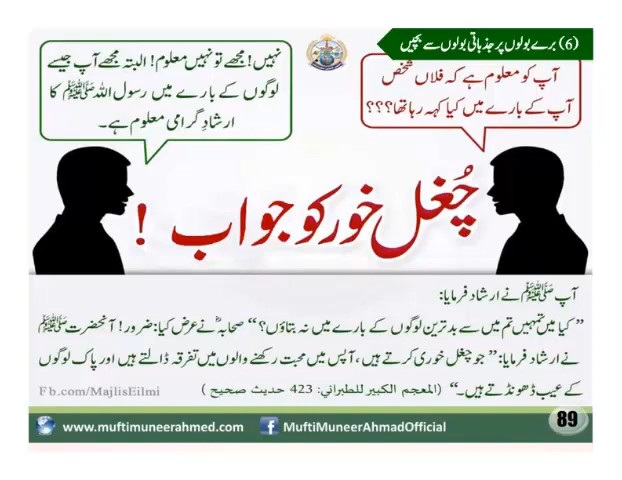 (6) برے بولوں پر جذباتی بولوں سے بچیں
آپ کو معلوم ہے کہ فلاں شخص
آپ کے بارے میں کیا کہہ رہا تھا؟؟؟
نہیں! مجھے تو نہیں معلوم! البتہ مجھے آپ جیسے
لوگوں کے بارے میں رسول اللہ ﷺ کا
ارشادِ گرامی معلوم ہے۔
چُغل خور کو جواب!
آپ ﷺ نے ارشاد فرمایا:
”کیا میں تمہیں تم میں سے بدترین لوگوں کے بارے میں نہ بتاؤں؟“ صحابہؓ نے عرض کیا: ضرور! آنحضرت ﷺ
نے ارشاد فرمایا: ”جو چغل خوری کرتے ہیں، آپس میں محبت رکھنے والوں میں تفرقہ ڈالتے ہیں اور پاک لوگوں
کے عیب ڈھونڈتے ہیں۔“ (المعجم الكبير للطبراني: 423 حديث صحيح)
Fb.com/MajlisEilmi
89
www.muftimuneerahmed.com
MuftiMuneerAhmadOfficial